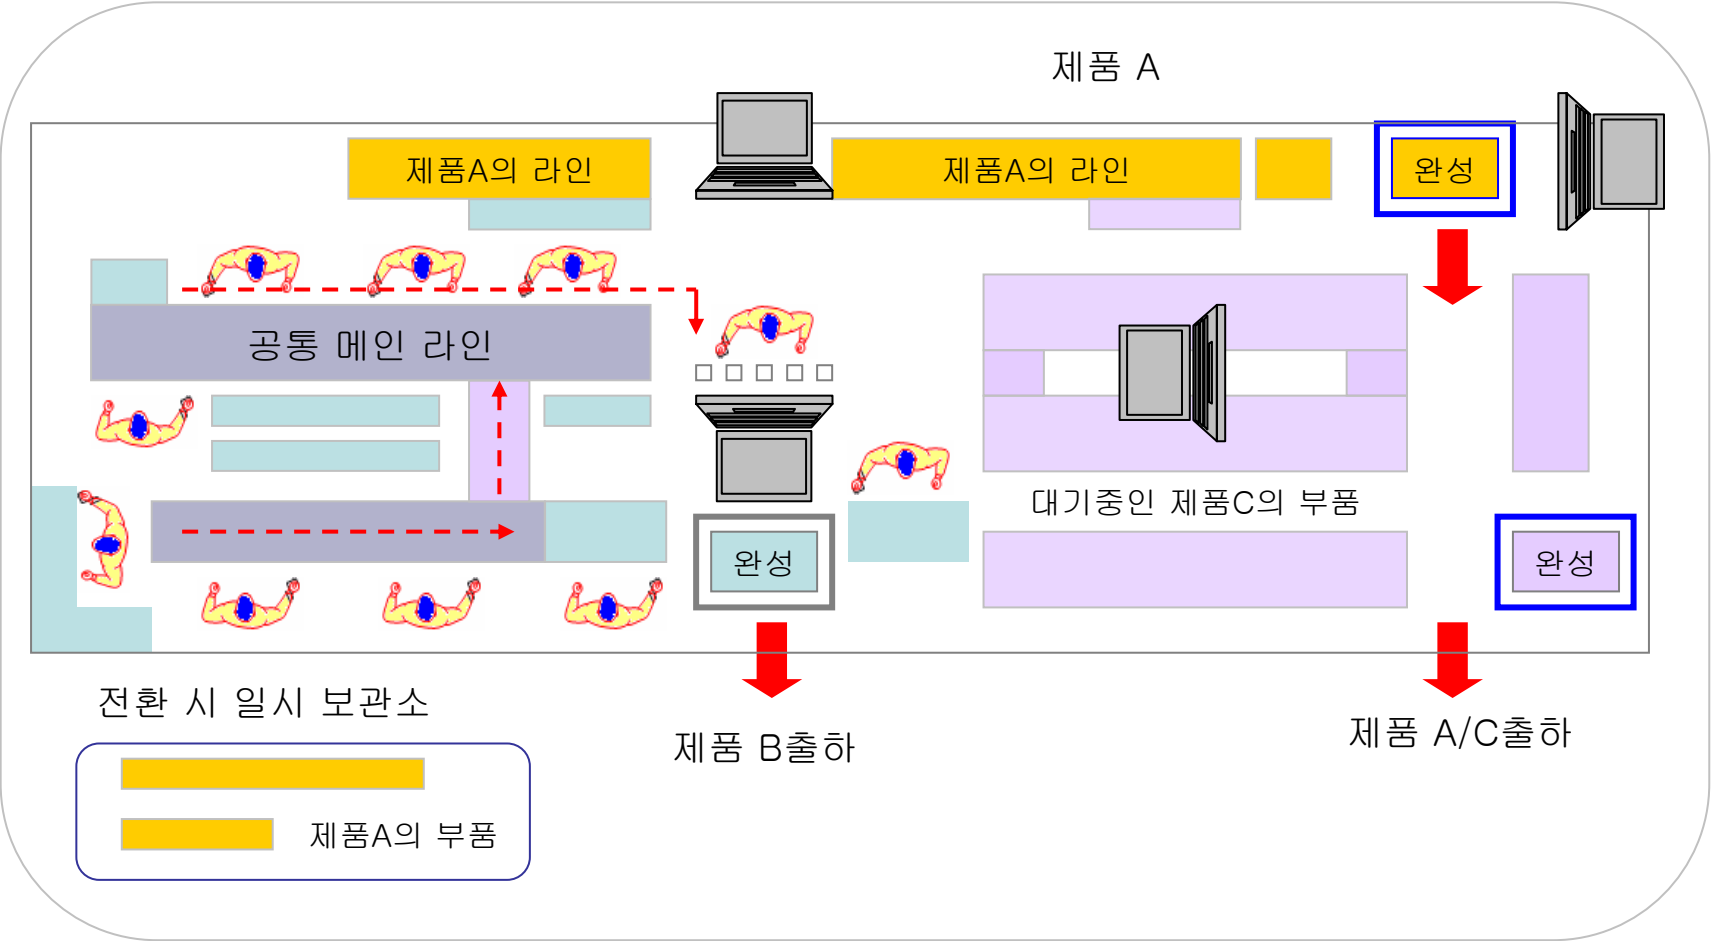 제품 A
제품A의 라인
제품A의 라인
완성
공통 메인 라인
대기중인 제품C의 부품
완성
완성
전환 시 일시 보관소
제품 B출하
제품 A/C출하
제품A의 부품